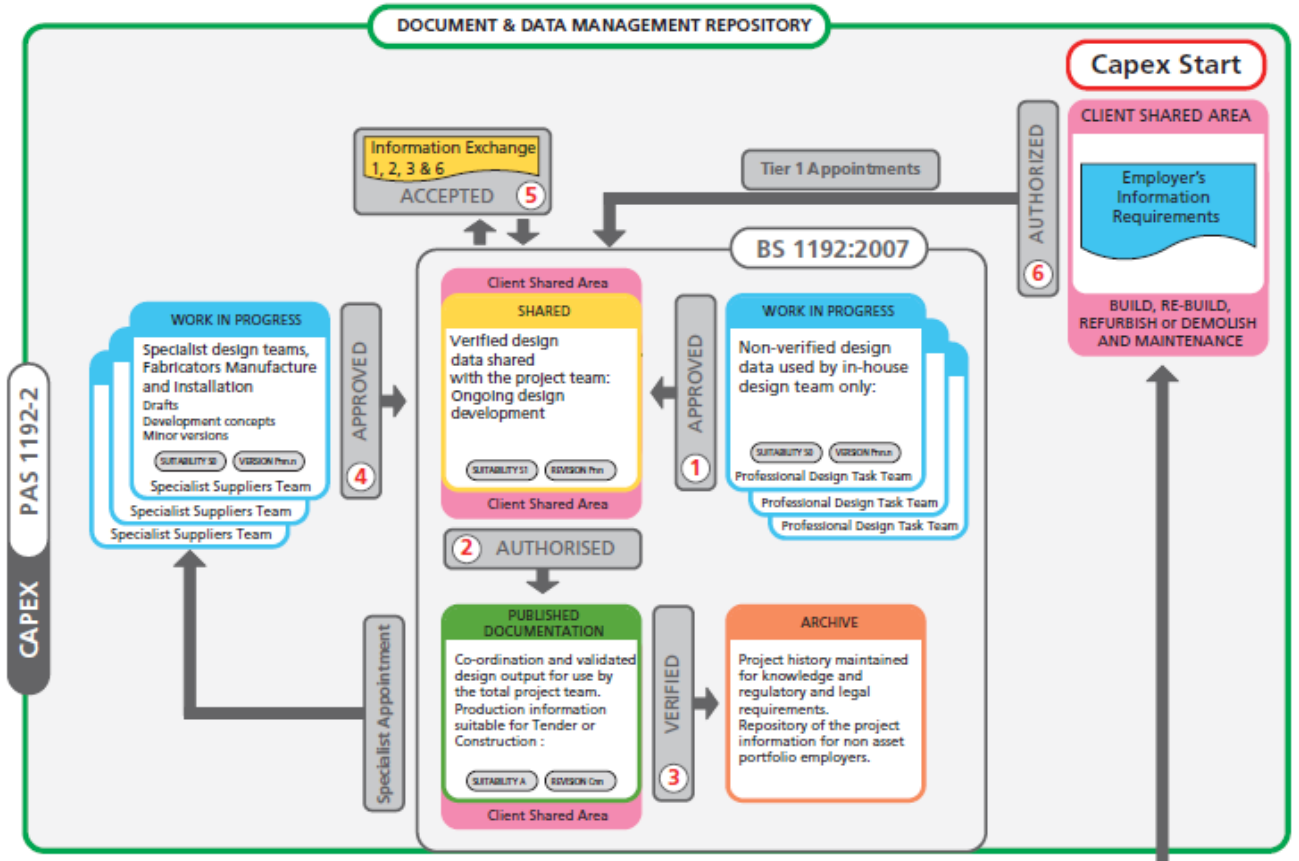 DOCUMENT & DATA MANAGEMENT REPOSITORY
Capex Start
CLIENT SHARED AREA
Employer's
Information
Requirements
BUILD, RE-BUILD,
REFURBISH or DEMOLISH
AND MAINTENANCE
AUTHORIZED
6
Tier 1 Appointments
Information Exchange
1, 2, 3 & 6
ACCEPTED
5
BS 1192:2007
PAS 1192-2
CAPEX
WORK IN PROGRESS
Specialist design teams,
Fabricators Manufacture
and Installation
Drafts
Development concepts
Minor versions
SUITABILITY S0
VERSION Pnn.n
Specialist Suppliers Team
Specialist Suppliers Team
Specialist Suppliers Team
APPROVED
4
Client Shared Area
SHARED
Verified design
data shared
with the project team:
Ongoing design
development
SUITABILITY S1
REVISION Pnn
Client Shared Area
APPROVED
1
WORK IN PROGRESS
Non-verified design
data used by in-house
design team only:
SUITABILITY S0
VERSION Pnn.n
Professional Design Task Team
Professional Design Task Team
Professional Design Task Team
2
AUTHORISED
Specialist Appointment
PUBLISHED
DOCUMENTATION
Co-ordination and validated
design output for use by
the total project team.
Production information
suitable for Tender or
Construction :
SUITABILITY A
REVISION Cnn
Client Shared Area
VERIFIED
3
ARCHIVE
Project history maintained
for knowledge and
regulatory and legal
requirements.
Repository of the project
information for non asset
portfolio employers.